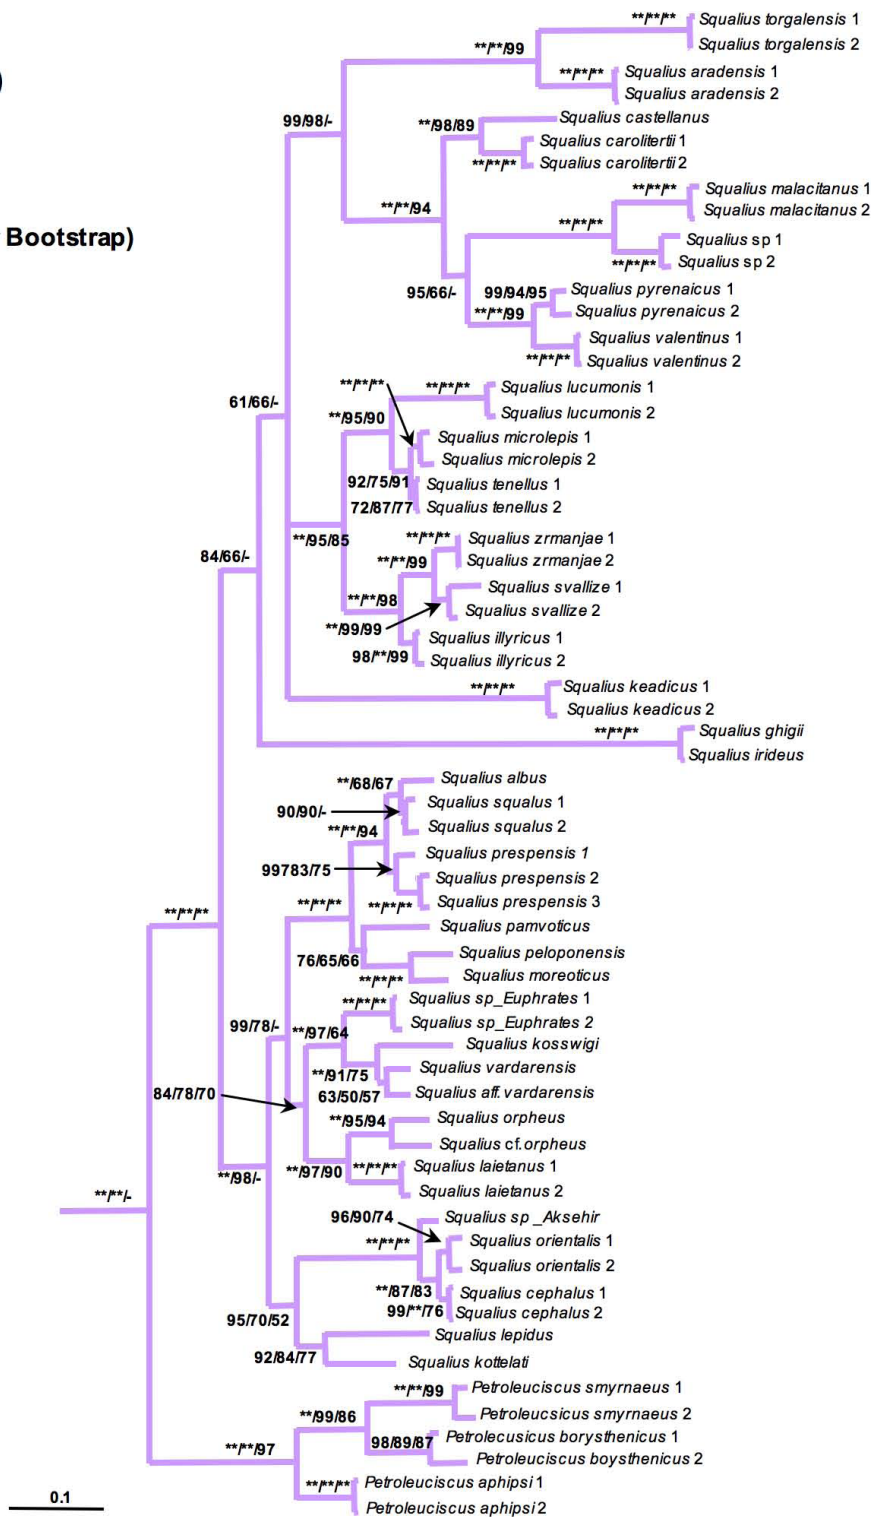 )
**/**/**
Squalius torgalensis 1
Squalius torgalensis 2
**/**/99
**/**/**
Squalius aradensis 1
Squalius aradensis 2
99/98/-
**/98/89
Squalius castellanus
Squalius carolitertii 1
**/**/**
Squalius carolitertii 2
**/**/**
Squalius malacitanus 1
**/**/94
Squalius malacitanus 2
**/**/**
Bootstrap)
Squalius sp 1
**/**/**
Squalius sp 2
95/66/-
99/94/95
Squalius pyrenaicus 1
**/**/99
Squalius pyrenaicus 2
Squalius valentinus 1
**/**/**
Squalius valentinus 2
**/**/**
**/**/**
Squalius lucumonis 1
61/66/-
**/95/90
Squalius lucumonis 2
Squalius microlepis 1
Squalius microlepis 2
92/75/91
Squalius tenellus 1
72/87/77
Squalius tenellus 2
**/95/85
**/**/**
Squalius zrmanjae 1
84/66/-
**/**/99
Squalius zrmanjae 2
Squalius svallize 1
**/**/98
Squalius svallize 2
**/99/99
Squalius illyricus 1
98/**/99
Squalius illyricus 2
**/**/**
Squalius keadicus 1
Squalius keadicus 2
**/**/**
Squalius ghigii
Squalius irideus
**/68/67
Squalius albus
90/90/-
Squalius squalus 1
**/**/94
Squalius squalus 2
Squalius prespensis 1
99783/75
Squalius prespensis 2
**/**/**
**/**/**
**/**/**
Squalius prespensis 3
Squalius pamvoticus
76/65/66
Squalius peloponensis
**/**/**
Squalius moreoticus
**/**/**
Squalius sp_Euphrates 1
99/78/-
**/97/64
Squalius sp_Euphrates 2
Squalius kosswigi
**/91/75
Squalius vardarensis
84/78/70
63/50/57
Squalius aff. vardarensis
**/95/94
Squalius orpheus
Squalius cf. orpheus
**/98/-
**/97/90
**/**/**
Squalius laietanus 1
**/**/-
Squalius laietanus 2
96/90/74
Squalius sp _Aksehir
**/**/**
Squalius orientalis 1
Squalius orientalis 2
**/87/83
Squalius cephalus 1
99/**/76
Squalius cephalus 2
95/70/52
Squalius lepidus
92/84/77
Squalius kottelati
**/**/99
Petroleuciscus smyrnaeus 1
**/99/86
Petroleucsicus smyrnaeus 2
**/**/97
98/89/87
Petrolecusicus borysthenicus 1
Petroleuciscus boysthenicus 2
**/**/**
Petroleuciscus aphipsi 1
0.1
Petroleuciscus aphipsi 2